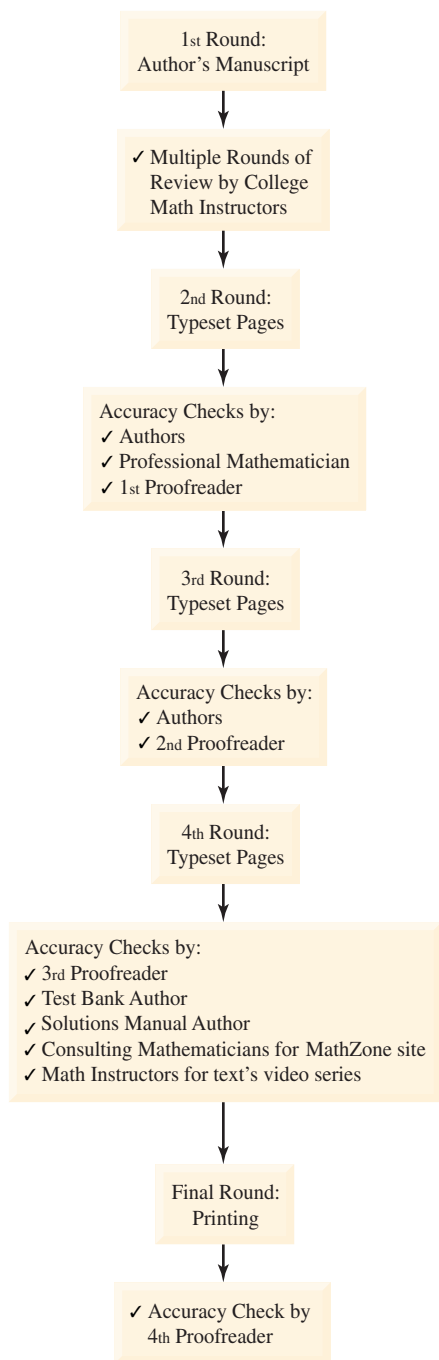 1st Round:
Author's Manuscript
✓ Multiple Rounds of
Review by College
Math Instructors
2nd Round:
Typeset Pages
Accuracy Checks by:
✓ Authors
✓ Professional Mathematician
✓ 1st Proofreader
3rd Round:
Typeset Pages
Accuracy Checks by:
✓ Authors
✓ 2nd Proofreader
4th Round:
Typeset Pages
Accuracy Checks by:
✓ 3rd Proofreader
✓ Test Bank Author
✓ Solutions Manual Author
✓ Consulting Mathematicians for MathZone site
✓ Math Instructors for text's video series
Final Round:
Printing
✓ Accuracy Check by
4th Proofreader